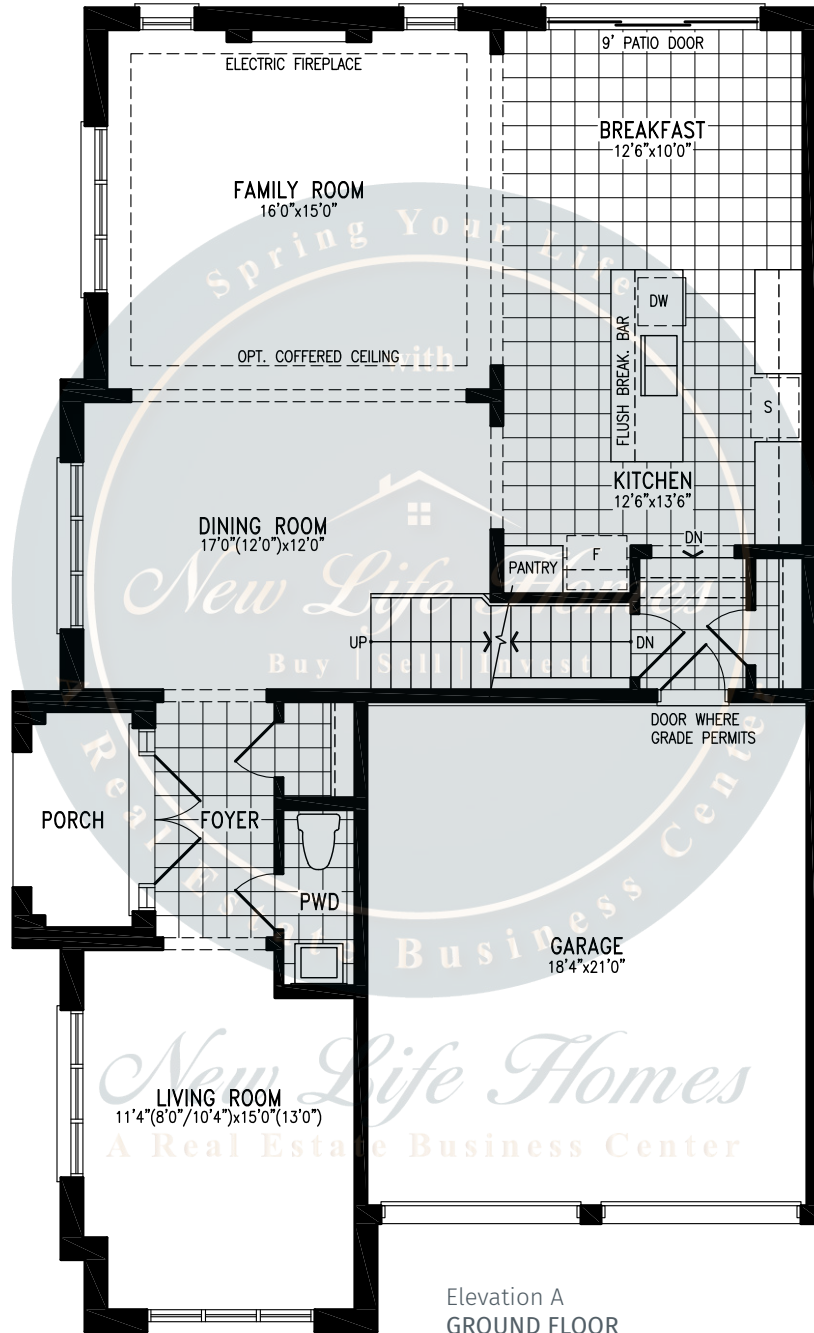 ELECTRIC FIREPLACE
9' PATIO DOOR
BREAKFAST
12'6"x10'0"
FAMILY ROOM
16'0"x15'0"
Spring Your Life
with
DW
FLUSH BREAK. BAR
OPT. COFFERED CEILING
S
KITCHEN
12'6"x13'6"
DINING ROOM
17'0"(12'0")x12'0"
DN
F
PANTRY
New Life Homes
UP
DN
Buy | Sell | Invest
DOOR WHERE
GRADE PERMITS
A Real Estate Business Center
PORCH
FOYER
PWD
GARAGE
18'4"x21'0"
New Life Homes
LIVING ROOM
11'4"(8'0"/10'4")x15'0"(13'0")
A Real Estate Business Center
Elevation A
GROUND FLOOR